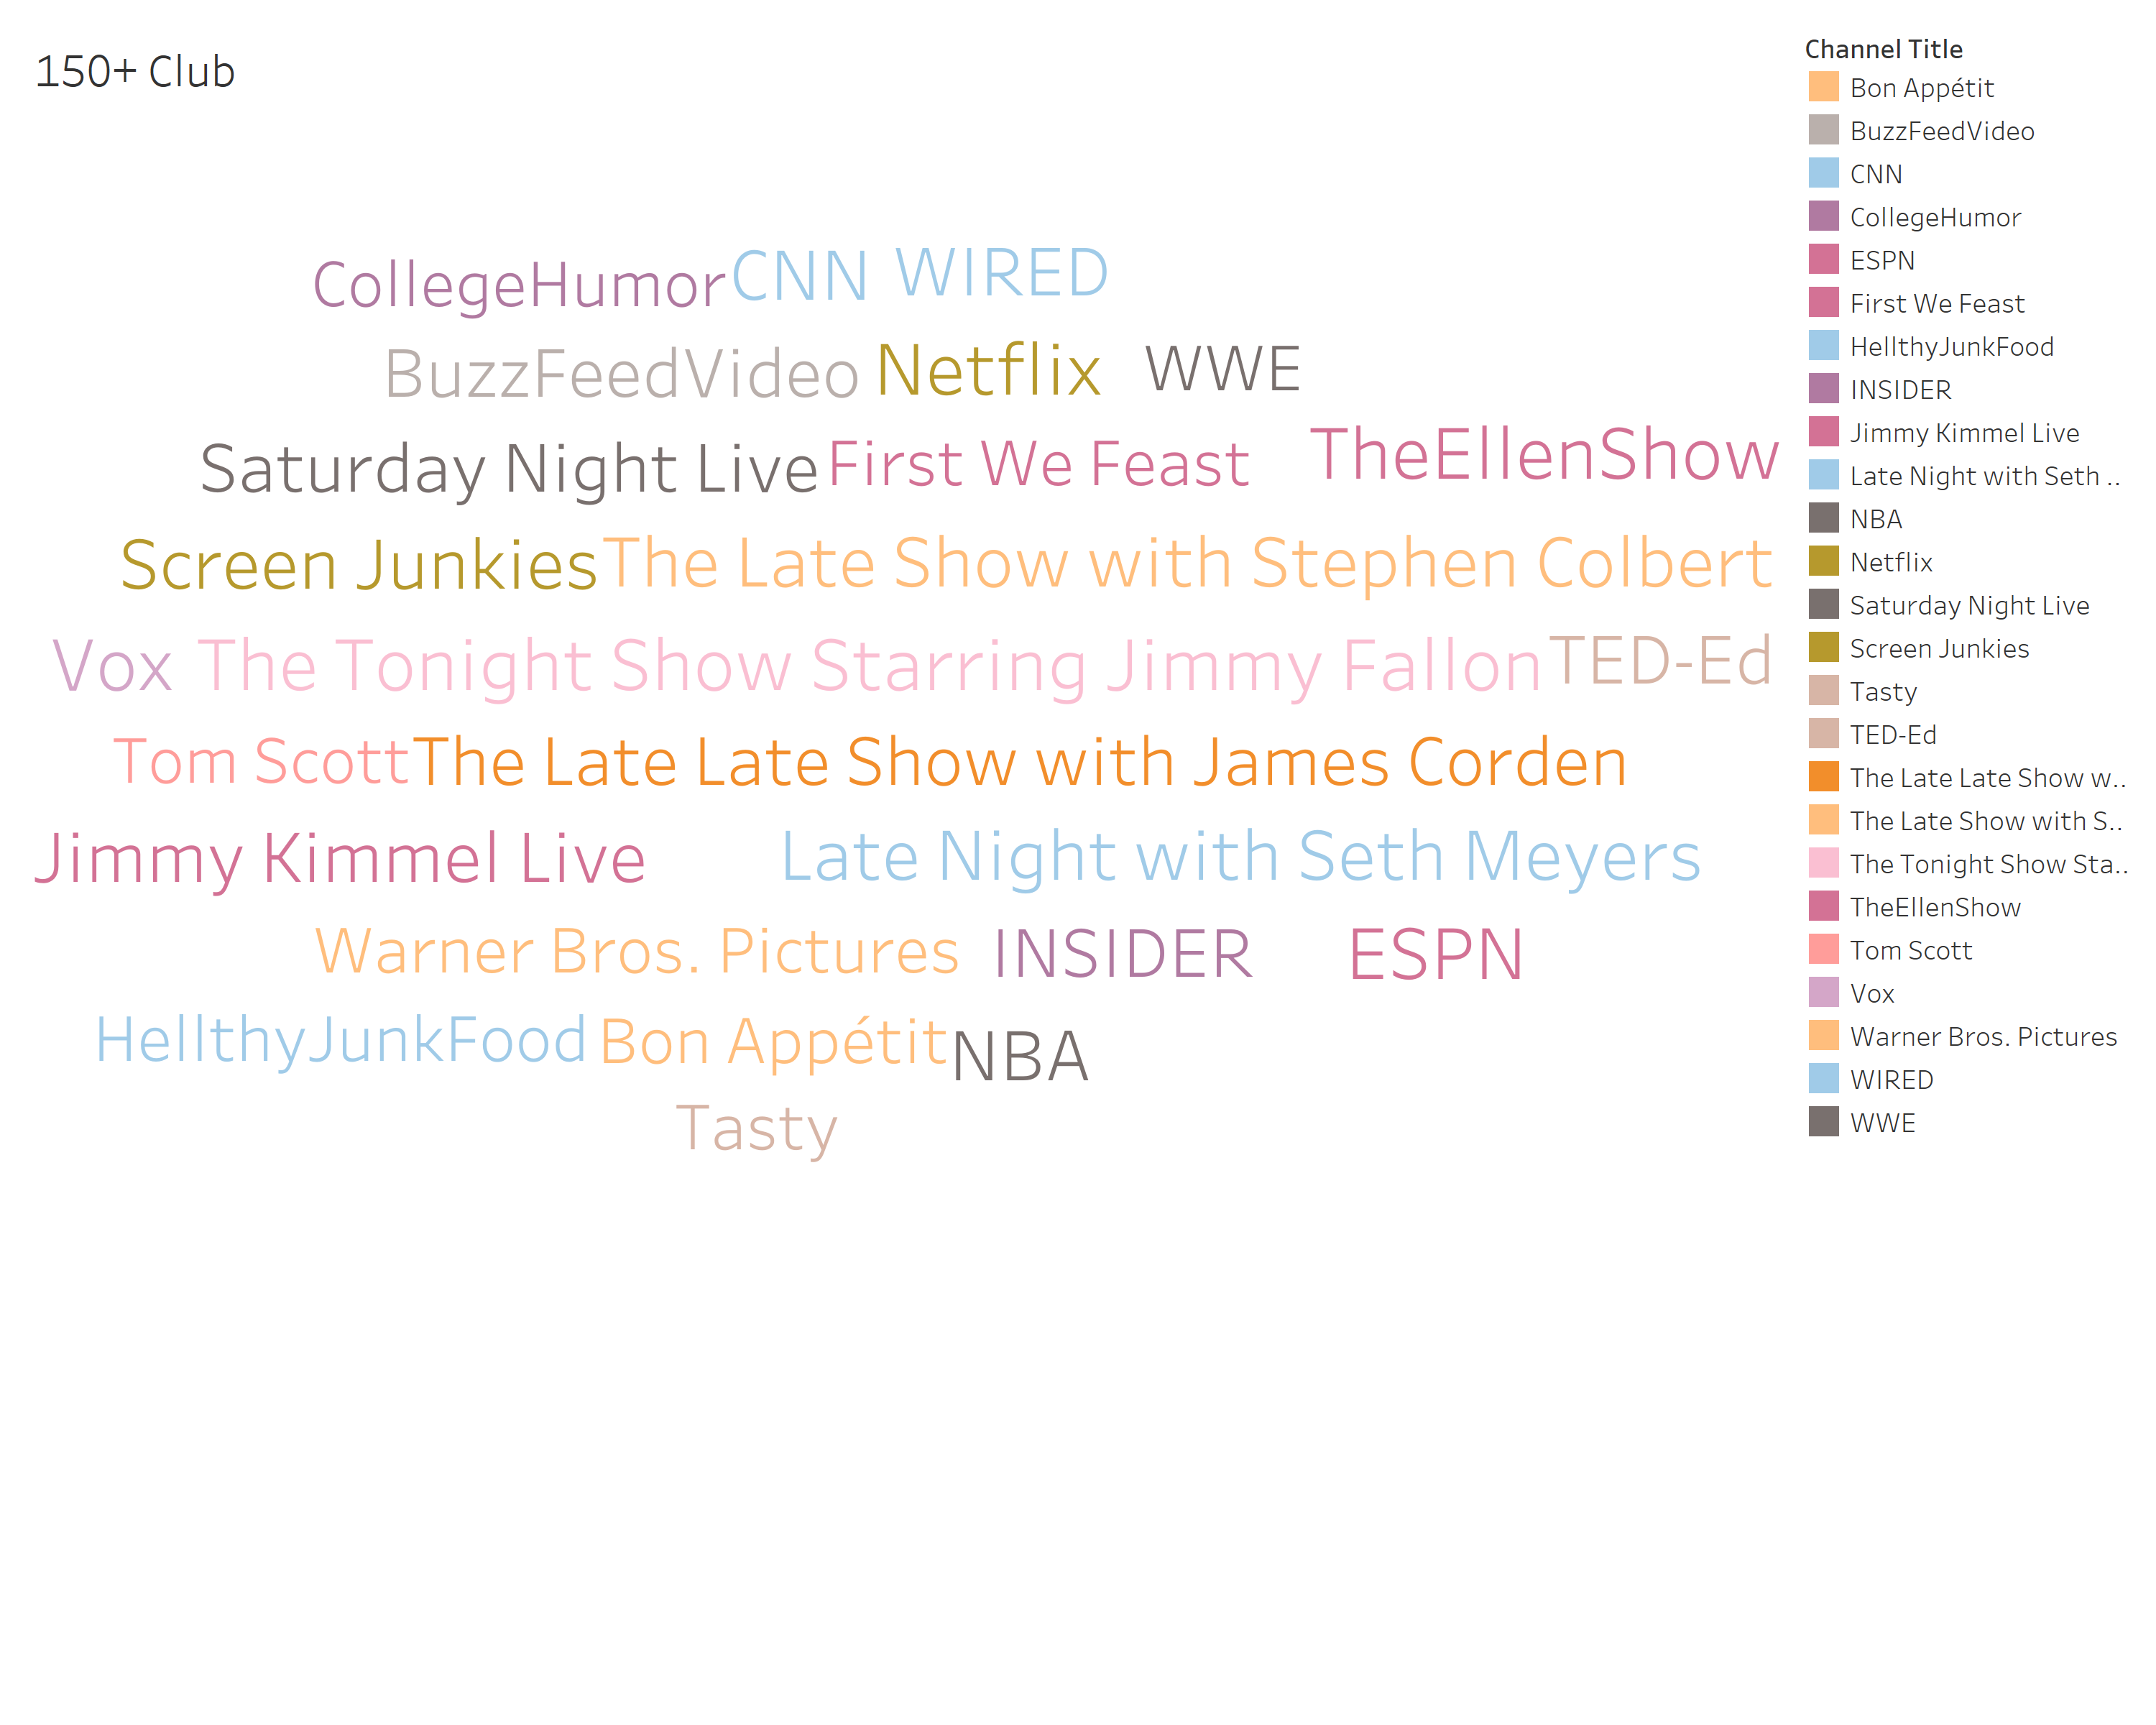 150+ Club
CollegeHumor CNN WIRED
BuzzFeedVideo Netflix WWE
Saturday Night Live First We Feast TheEllenShow
Screen Junkies The Late Show with Stephen Colbert
Vox The Tonight Show Starring Jimmy Fallon TED-Ed
Tom Scott The Late Late Show with James Corden
Jimmy Kimmel Live Late Night with Seth Meyers
Warner Bros. Pictures INSIDER ESPN
HellthyJunkFood Bon Appétit NBA
Tasty
Channel Title
Bon Appétit
BuzzFeedVideo
CNN
CollegeHumor
ESPN
First We Feast
HellthyJunkFood
INSIDER
Jimmy Kimmel Live
Late Night with Seth ..
NBA
Netflix
Saturday Night Live
Screen Junkies
Tasty
TED-Ed
The Late Late Show w..
The Late Show with S..
The Tonight Show Sta..
TheEllenShow
Tom Scott
Vox
Warner Bros. Pictures
WIRED
WWE